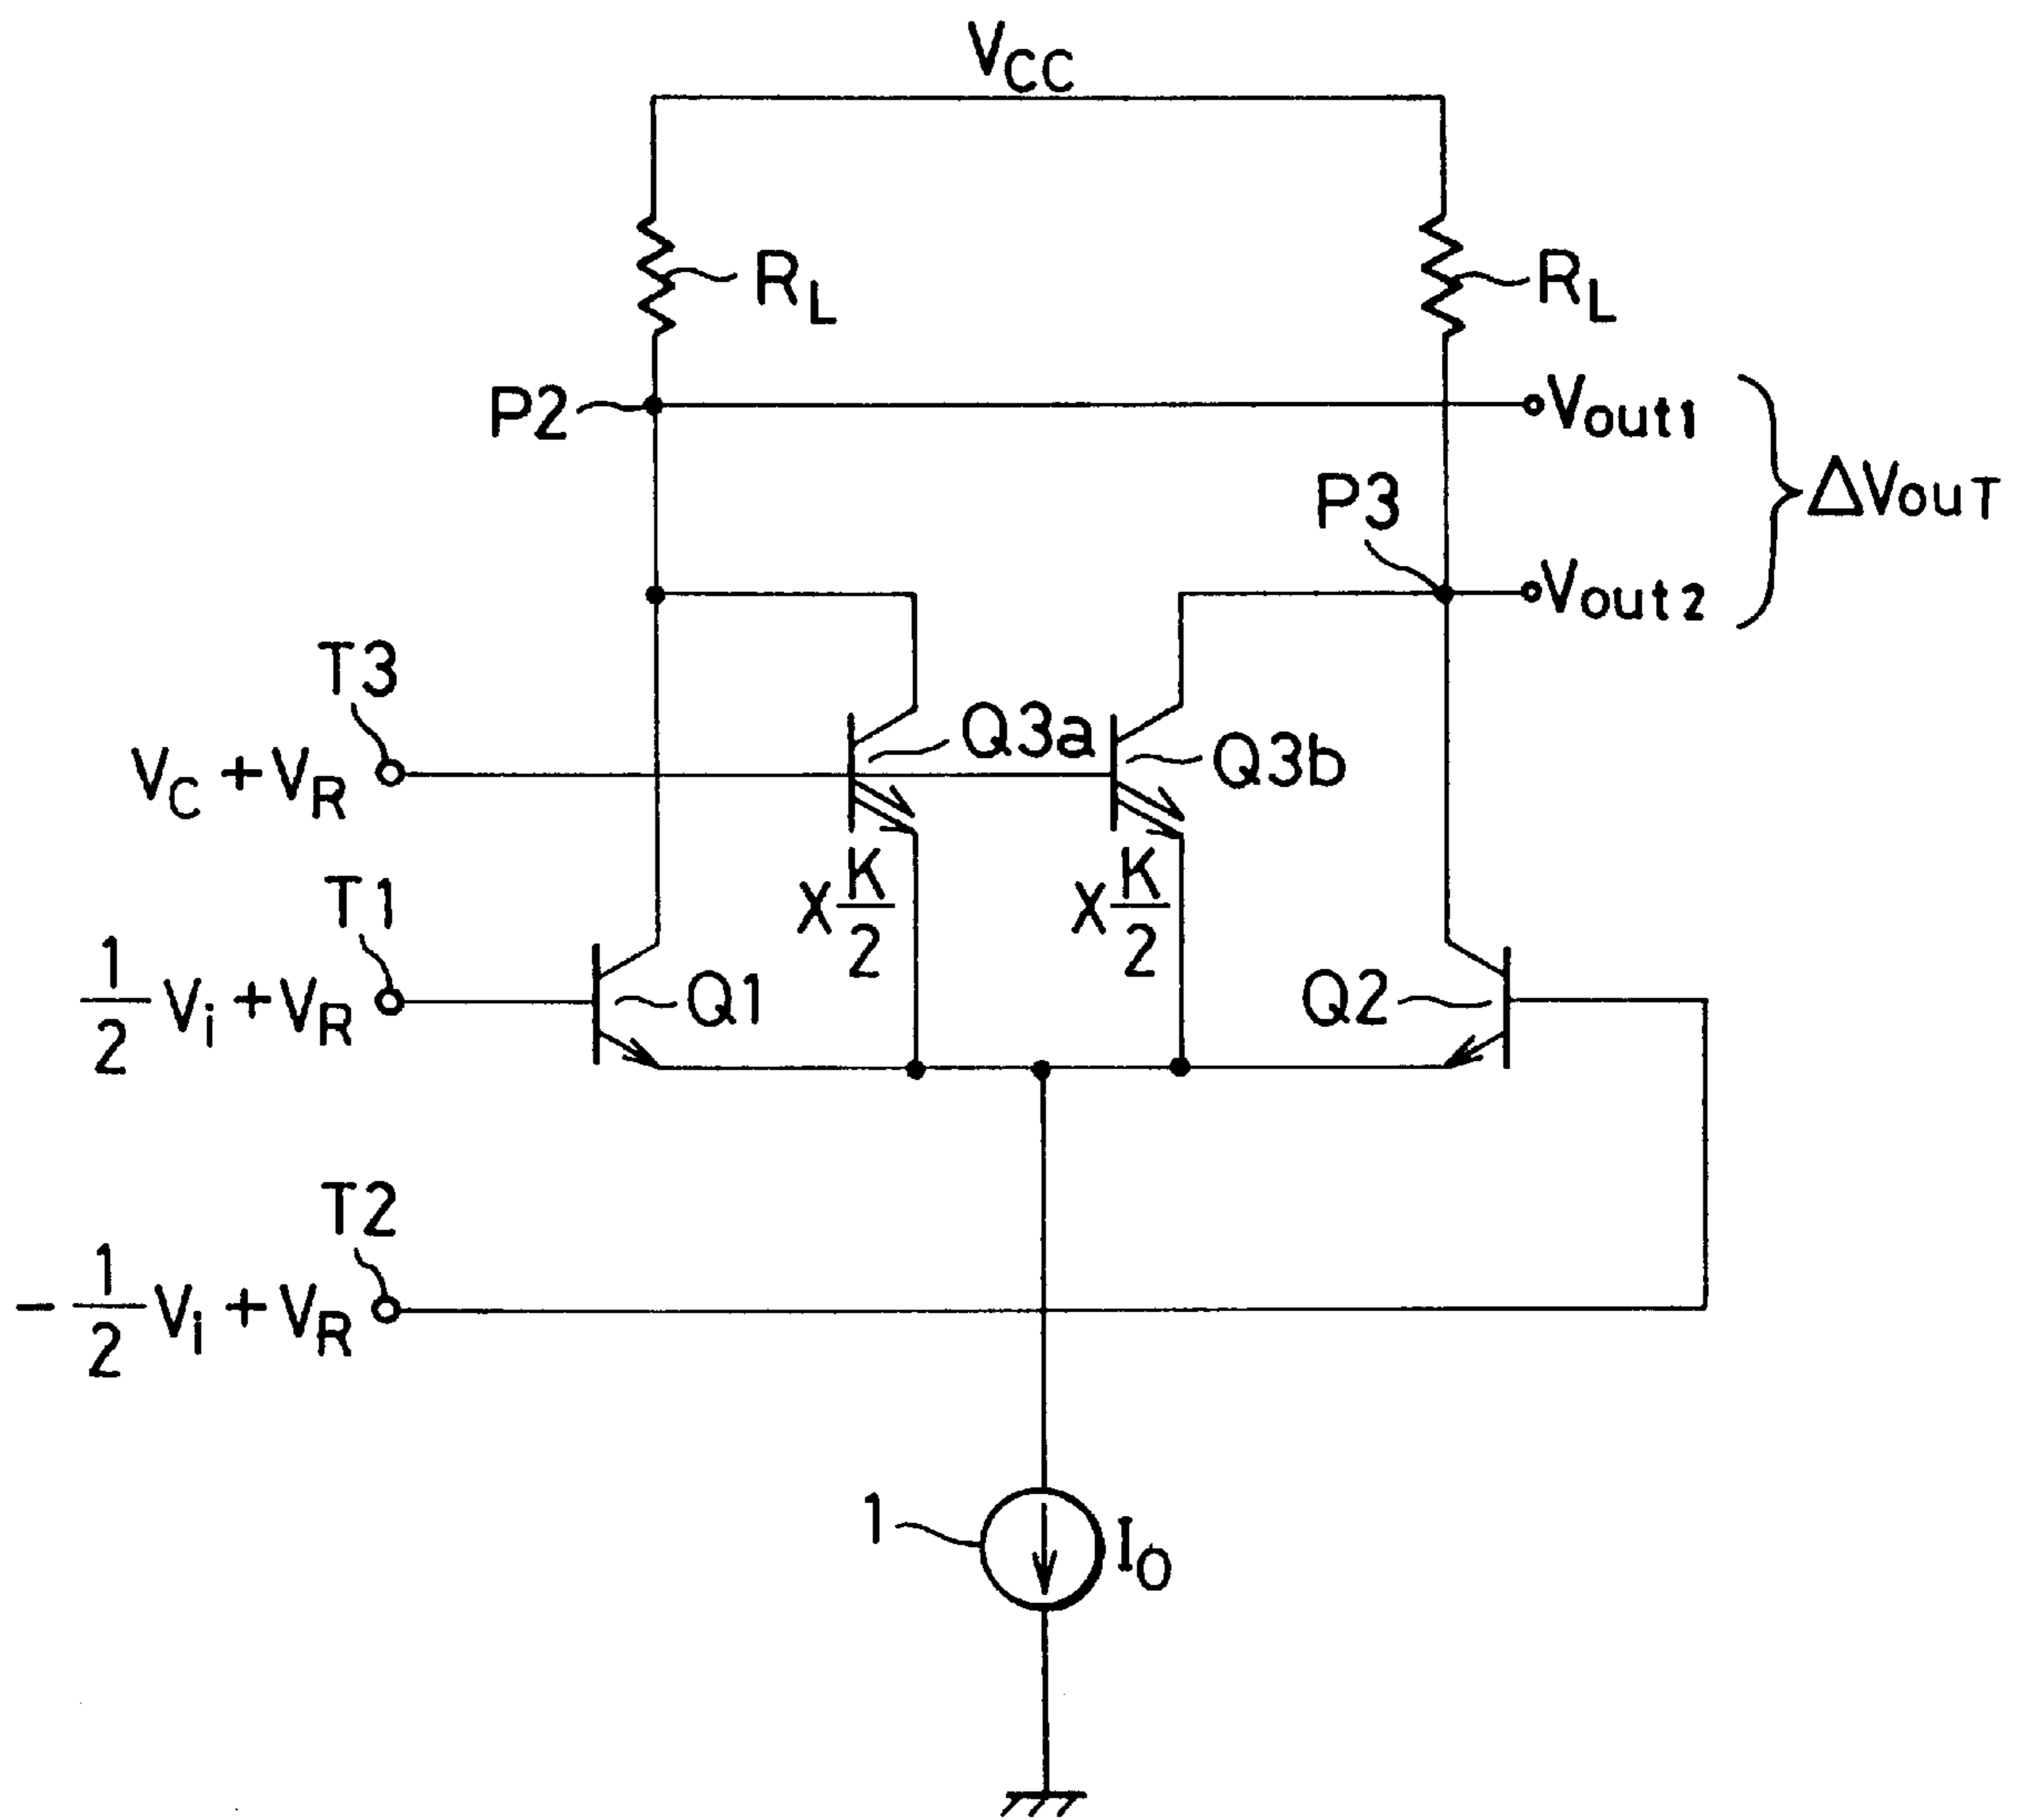 VCC
RL
RL
P2
Vout1
P3
ΔVouT
Vout2
T3
VC+VR
Q3a
Q3b
x K/2
x K/2
T1
1/2 Vi+VR
Q1
Q2
T2
-1/2 Vi+VR
1
IO